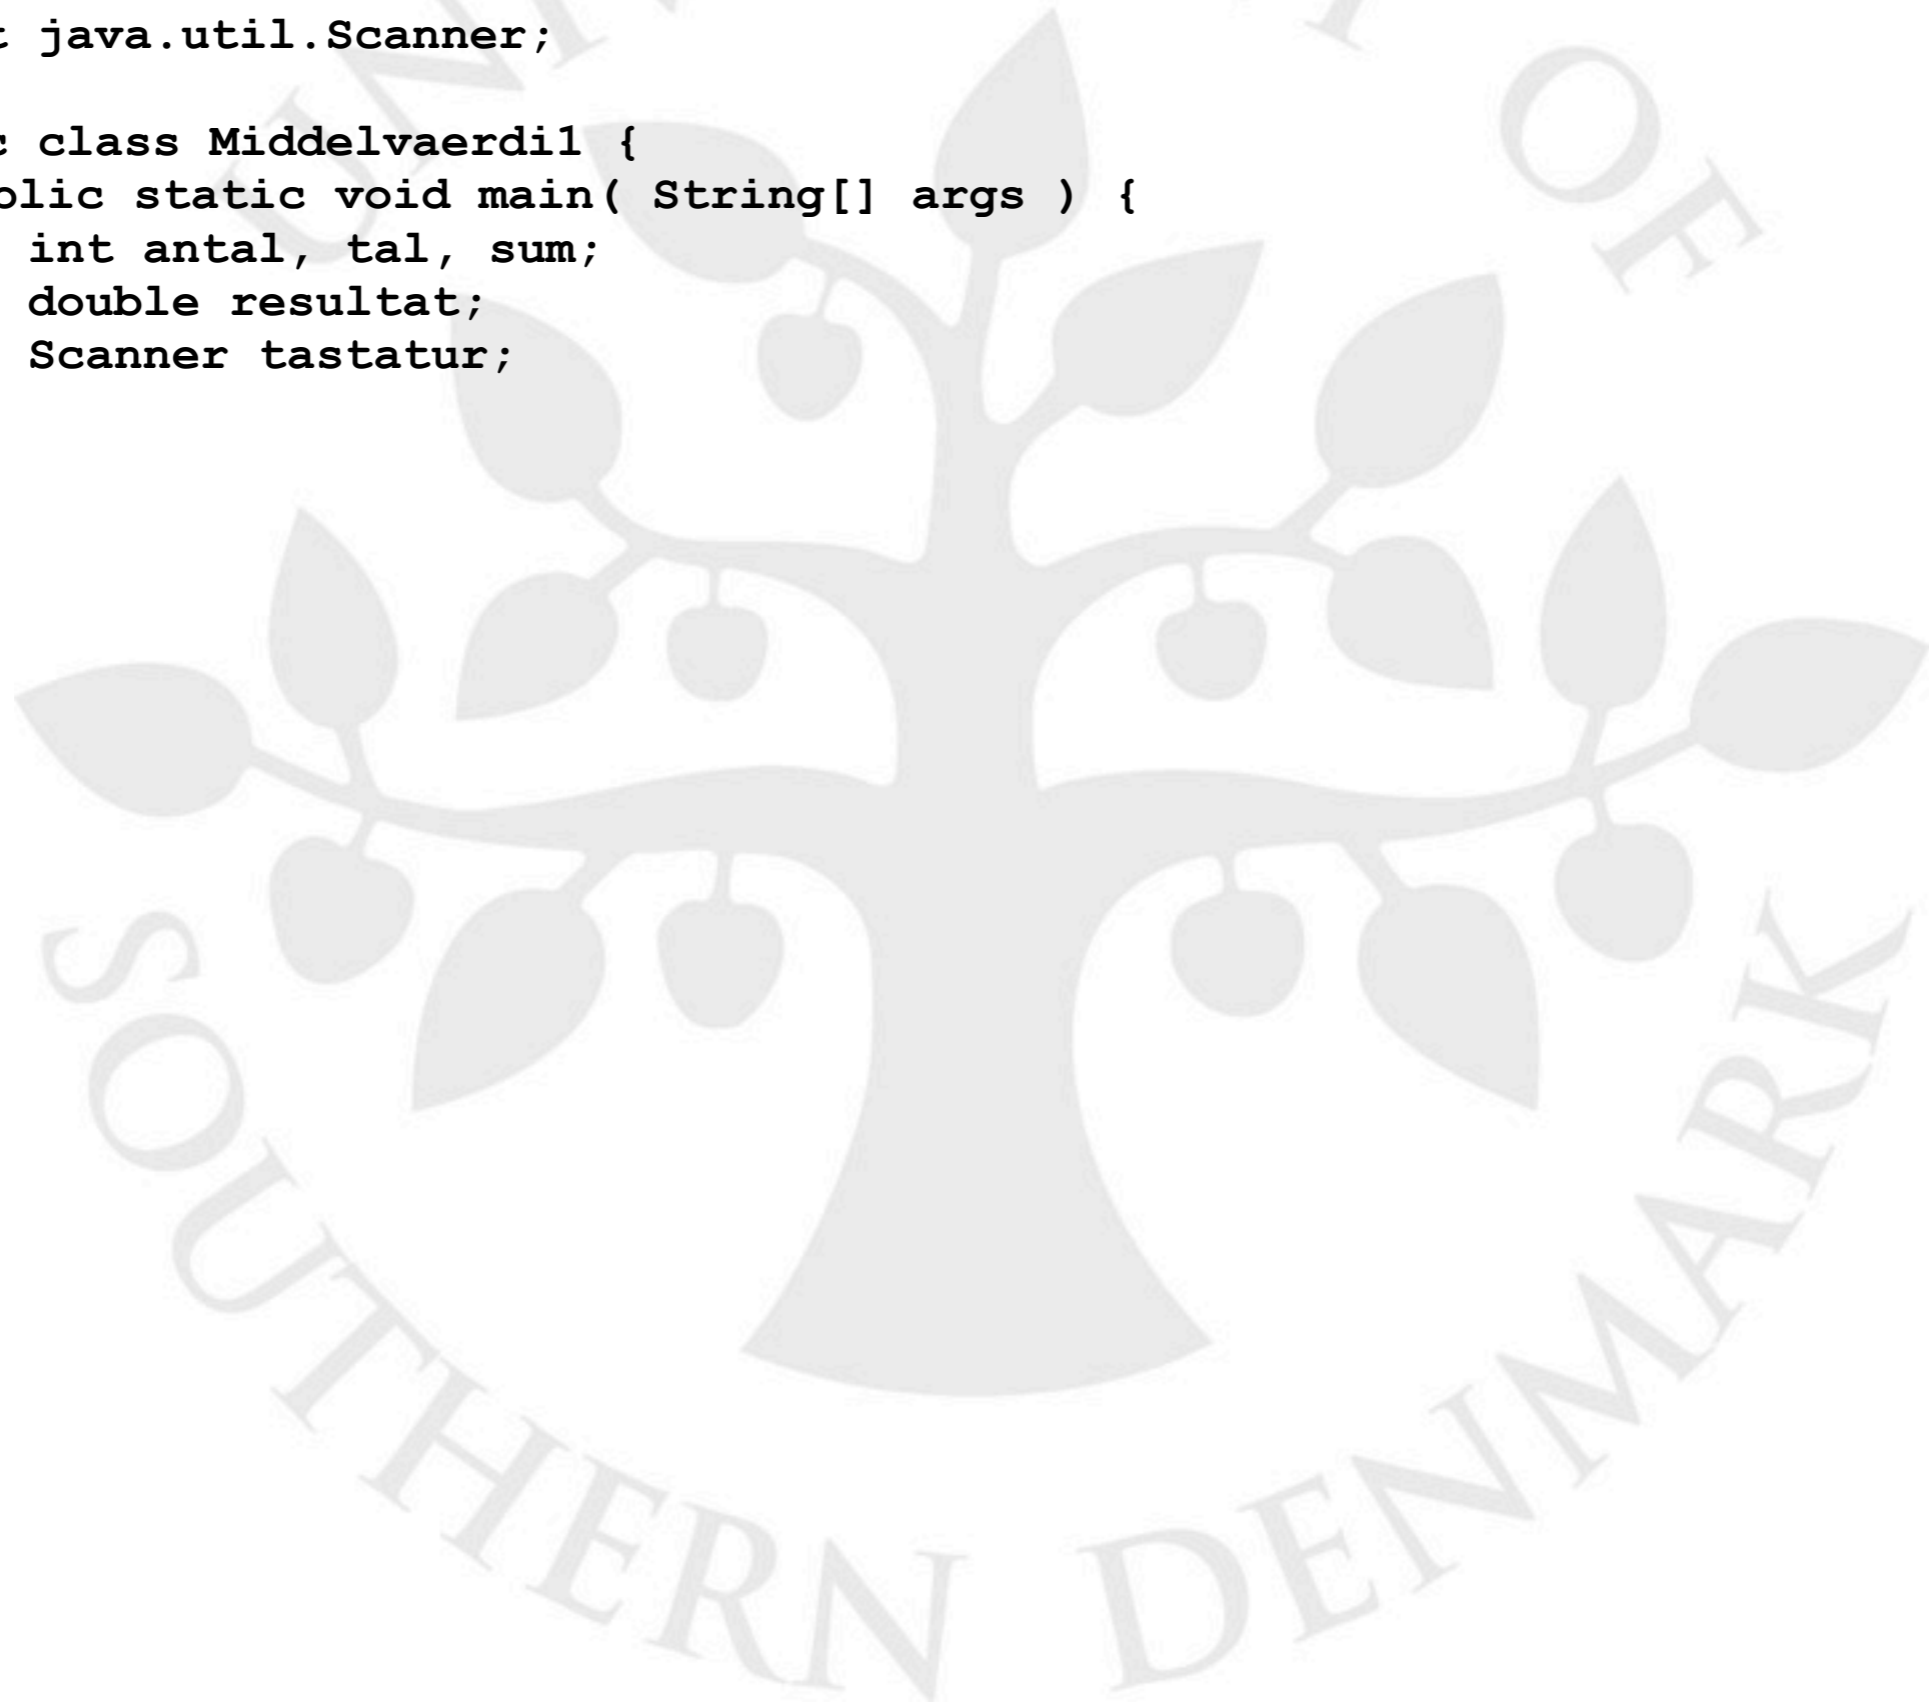 t java.util.Scanner;
c class Middelvaerdi1 {
blic static void main( String[] args ) {
int antal, tal, sum;
double resultat;
Scanner tastatur;
OF
SOUTHERN DENMARK